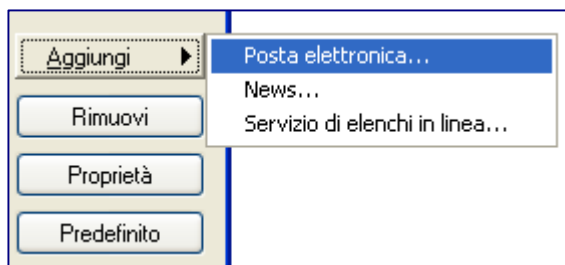 Aggiungi
Posta elettronica...
News...
Servizio di elenchi in linea...
Rimuovi
Proprietà
Predefinito